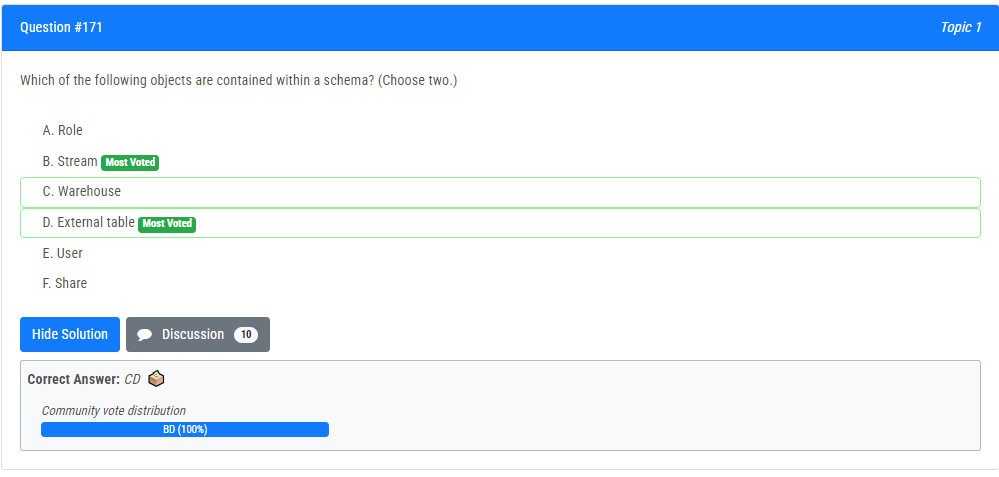 Question #171 Topic 1
Which of the following objects are contained within a schema? (Choose two.)
A. Role
B. Stream Most Voted
C. Warehouse
D. External table Most Voted
E. User
F. Share
Hide Solution Discussion 10
Correct Answer: CD
Community vote distribution
BD (100%)